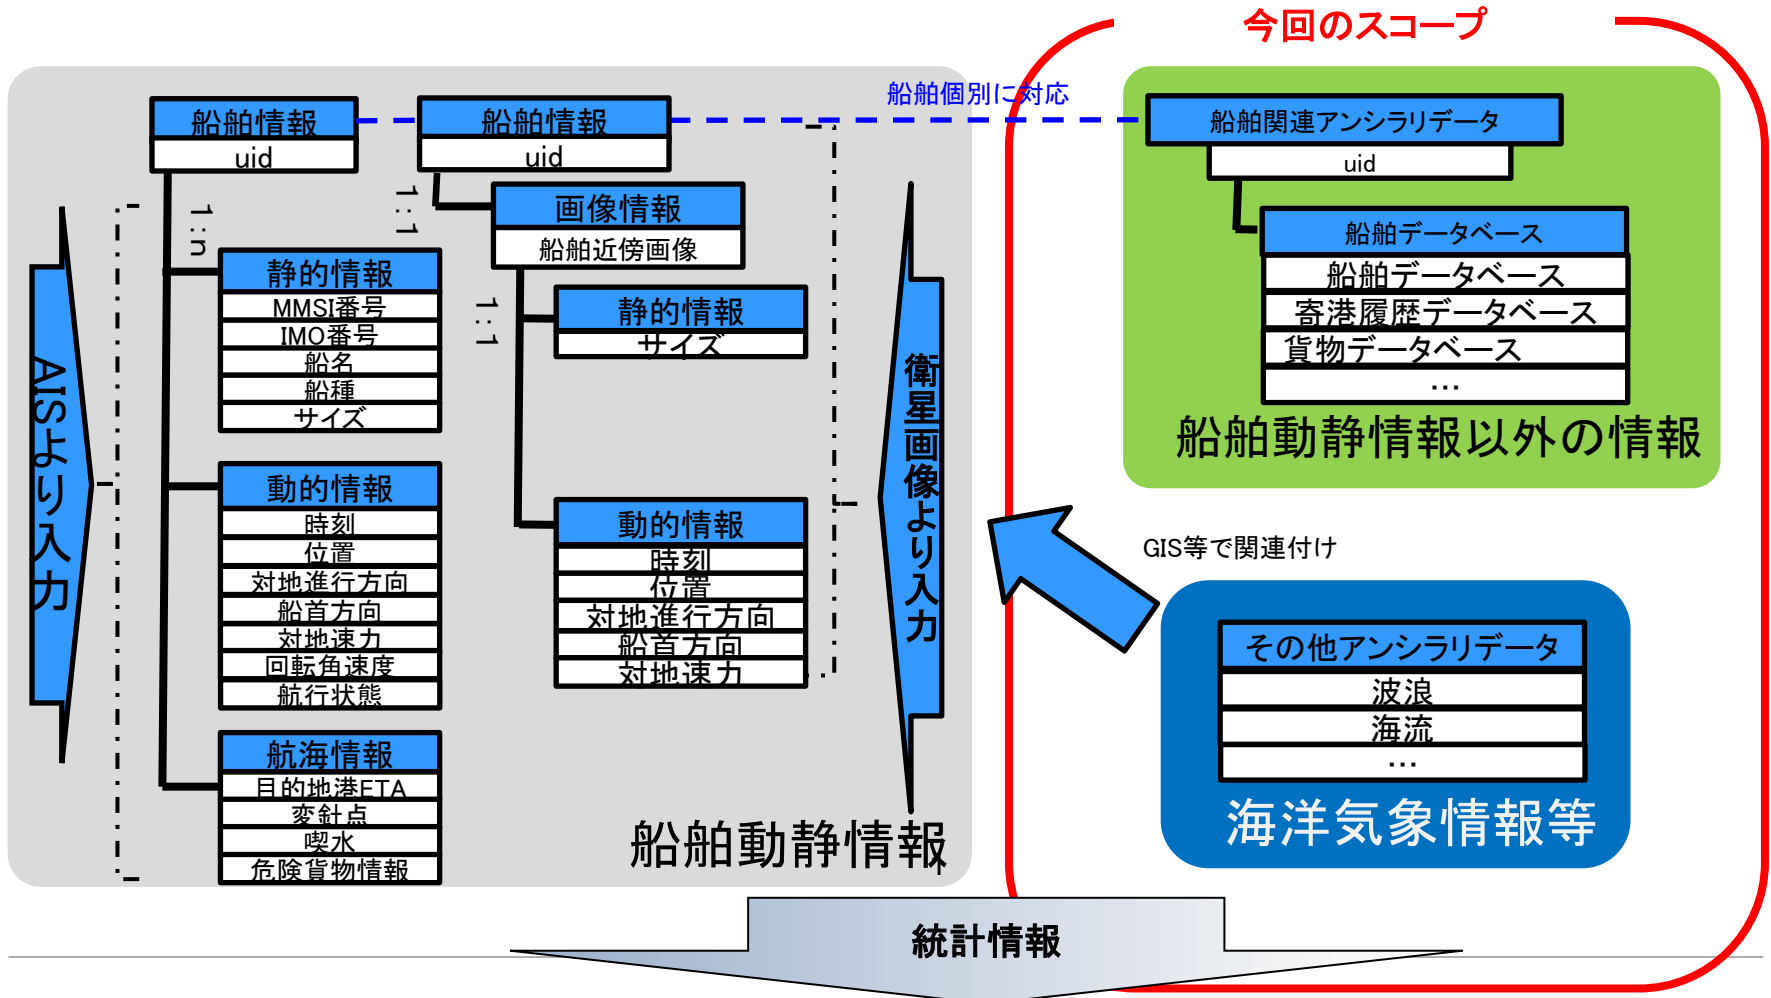 今回のスコープ
船舶個別に対応
船舶情報
uid
1:n
静的情報
MMSI番号
IMO番号
船名
船種
サイズ
動的情報
時刻
位置
対地進行方向
船首方向
対地速力
回転角速度
航行状態
航海情報
目的地港ETA
変針点
喫水
危険貨物情報
AISより入力
船舶情報
uid
1:1
画像情報
船舶近傍画像
1:1
静的情報
サイズ
動的情報
時刻
位置
対地進行方向
船首方向
対地速力
衛星画像より入力
船舶動静情報
船舶関連アンシラリデータ
uid
船舶データベース
船舶データベース
寄港履歴データベース
貨物データベース
…
船舶動静情報以外の情報
GIS等で関連付け
その他アンシラリデータ
波浪
海流
…
海洋気象情報等
統計情報